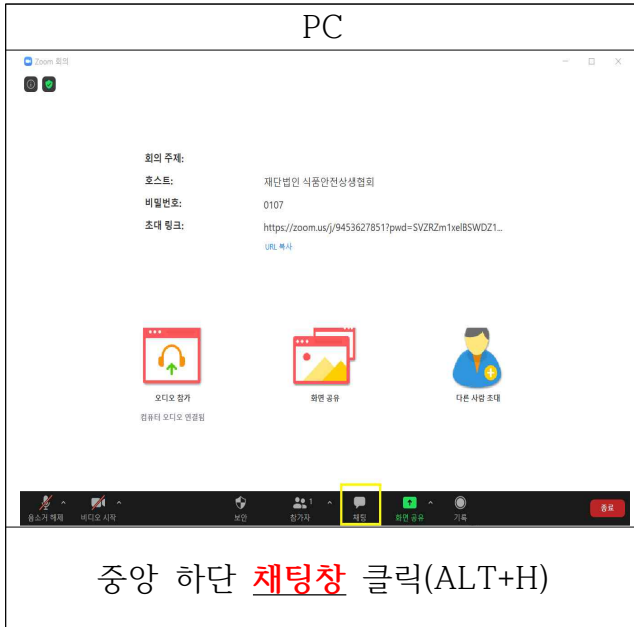 PC
Zoom 회의
회의 주제:
호스트: 재단법인 식품안전상생협회
비밀번호: 0107
초대 링크: https://zoom.us/j/9453627851?pwd=SVZRZm1xelBSWDZ1...
URL 복사
오디오 참가 화면 공유 다른 사람 초대
컴퓨터 오디오 연결됨
음소거 해제 비디오 시작 보안 참가자 1 채팅 화면 공유 기록 종료
중앙 하단 채팅창 클릭(ALT+H)